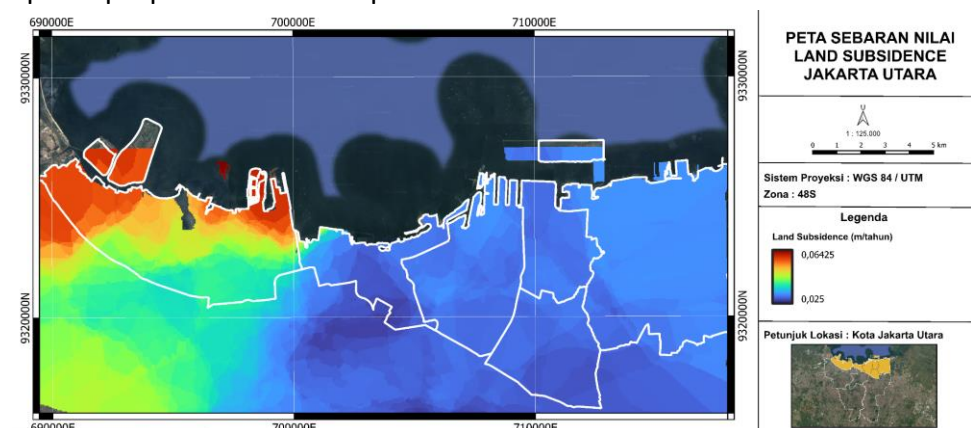 690000E
700000E
710000E
9330000N
9330000N
9320000N
9320000N
690000E
700000E
710000E
PETA SEBARAN NILAI
LAND SUBSIDENCE
JAKARTA UTARA
1 : 125.000
0 1 2 3 4 5 km
Sistem Proyeksi : WGS 84 / UTM
Zona : 48S
Legenda
Land Subsidence (m/tahun)
0,06425
0,025
Petunjuk Lokasi : Kota Jakarta Utara